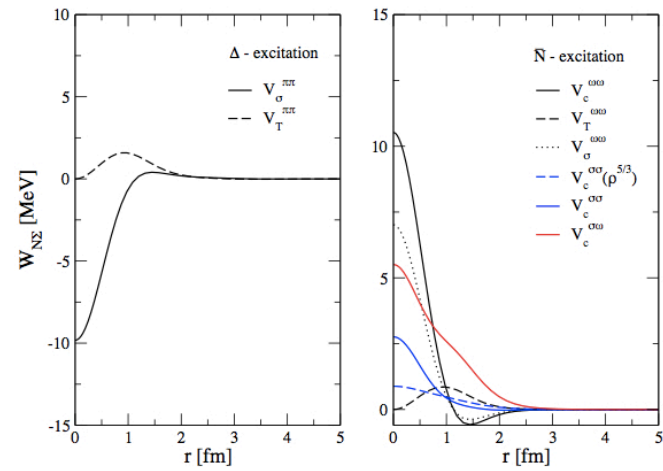 W_NΣ [MeV]
10
5
0
-5
-10
-15
Δ - excitation
V_σ^ππ
V_T^ππ
0
1
2
3
4
5
r [fm]
15
10
5
0
Ñ - excitation
V_c^ωω
V_T^ωω
V_σ^ωω
V_c^σσ(ρ^5/3)
V_c^σσ
V_c^σω
0
1
2
3
4
5
r [fm]